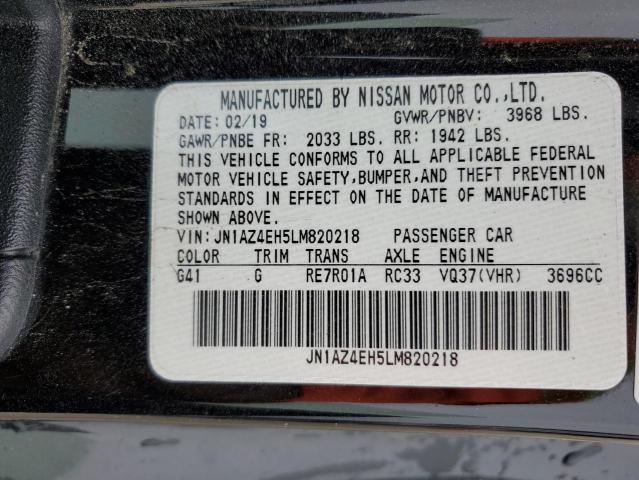 MANUFACTURED BY NISSAN MOTOR CO.,LTD.
DATE: 02/19 GVWR/PNBV: 3968 LBS.
GAWR/PNBE FR: 2033 LBS. RR: 1942 LBS.
THIS VEHICLE CONFORMS TO ALL APPLICABLE FEDERAL
MOTOR VEHICLE SAFETY,BUMPER,AND THEFT PREVENTION
STANDARDS IN EFFECT ON THE DATE OF MANUFACTURE
SHOWN ABOVE.
VIN:JN1AZ4EH5LM820218 PASSENGER CAR
COLOR TRIM TRANS AXLE ENGINE
G41 G RE7R01A RC33 VQ37(VHR) 3696CC
JN1AZ4EH5LM820218